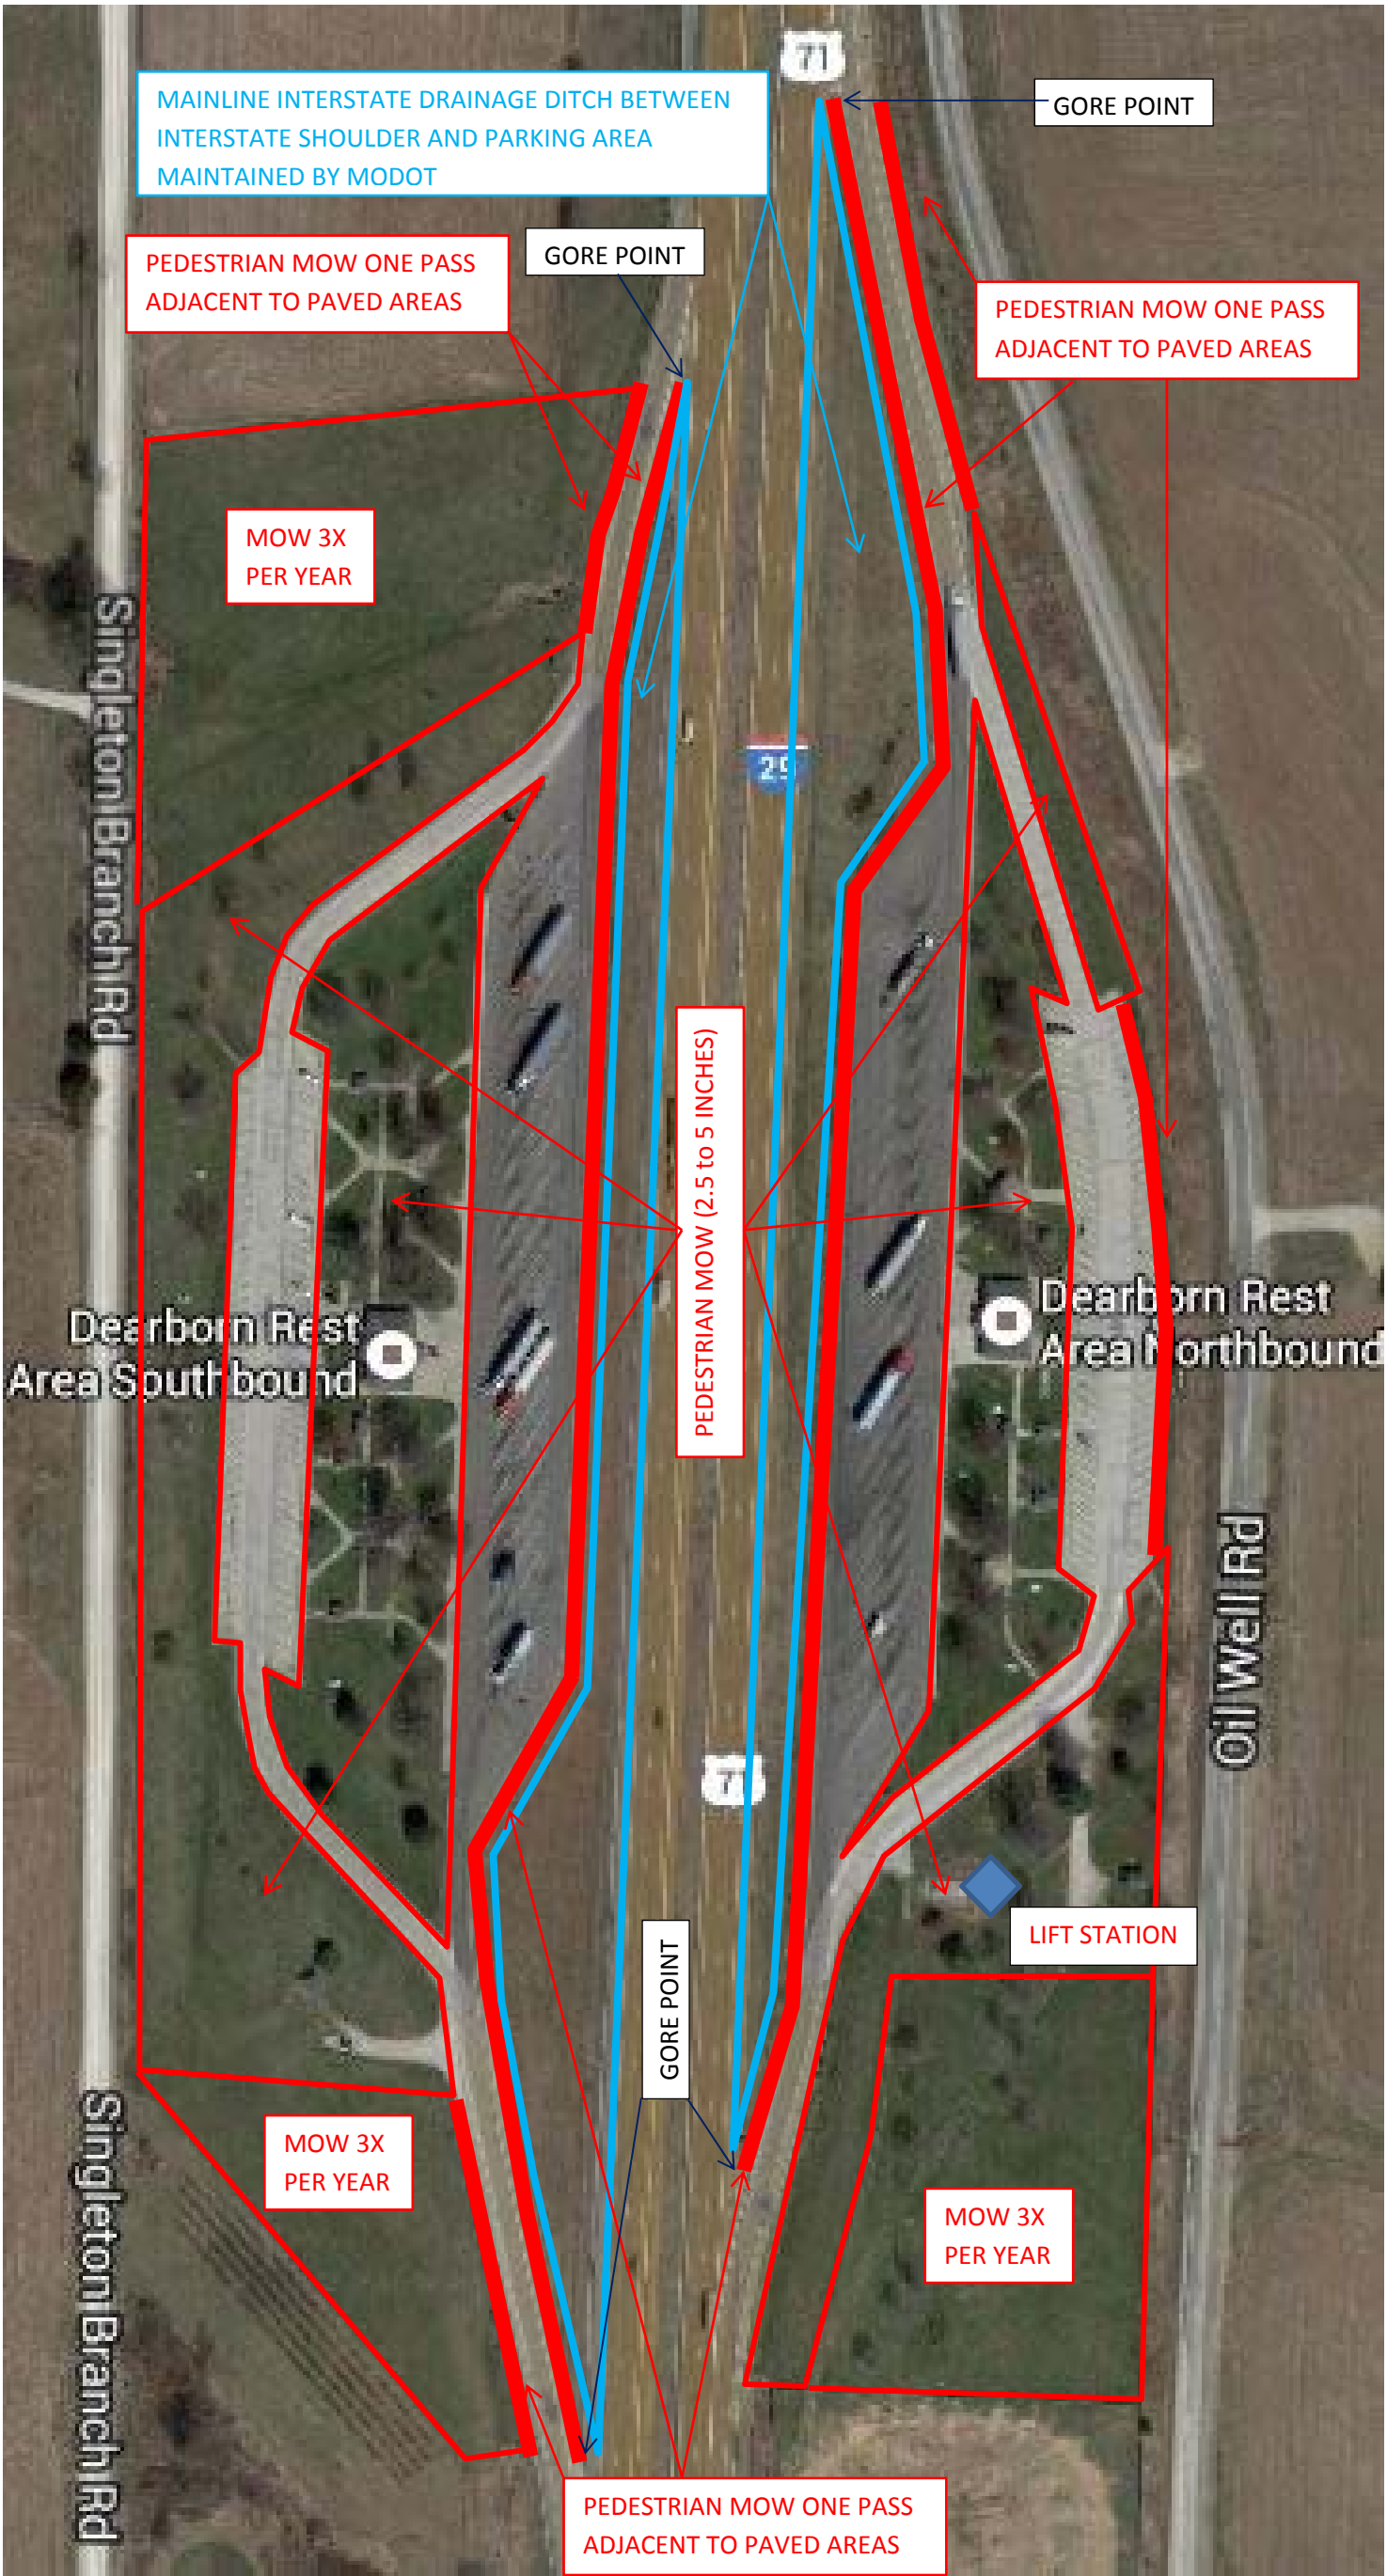 71
MAINLINE INTERSTATE DRAINAGE DITCH BETWEEN
INTERSTATE SHOULDER AND PARKING AREA
MAINTAINED BY MODOT
GORE POINT
PEDESTRIAN MOW ONE PASS
ADJACENT TO PAVED AREAS
GORE POINT
PEDESTRIAN MOW ONE PASS
ADJACENT TO PAVED AREAS
MOW 3X
PER YEAR
Singleton Branch Rd
29
PEDESTRIAN MOW (2.5 to 5 INCHES)
Dearborn Rest
Area Southbound
Dearborn Rest
Area Northbound
Oil Well Rd
71
LIFT STATION
GORE POINT
Singleton Branch Rd
MOW 3X
PER YEAR
MOW 3X
PER YEAR
PEDESTRIAN MOW ONE PASS
ADJACENT TO PAVED AREAS